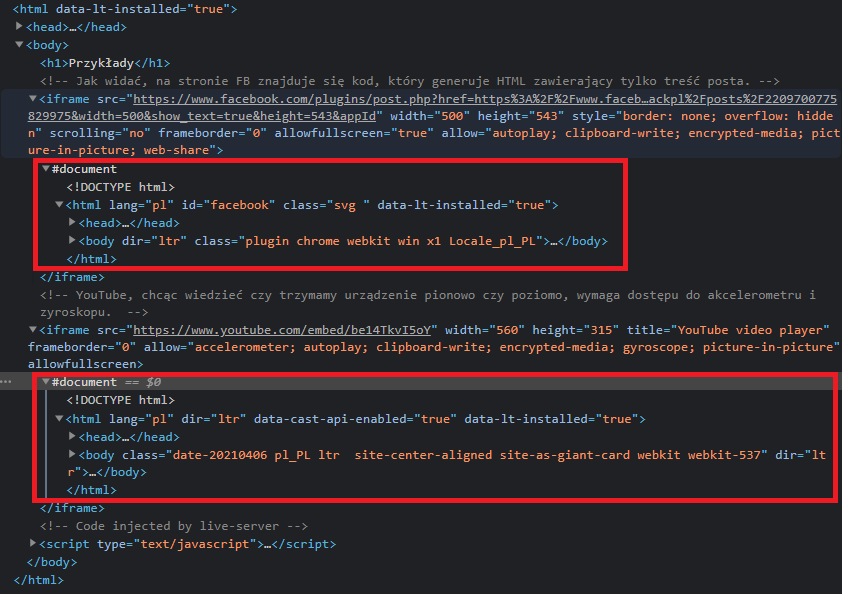 <html data-lt-installed="true">
<head>…</head>
<body>
<h1>Przykłady</h1>
<!-- Jak widać, na stronie FB znajduje się kod, który generuje HTML zawierający tylko treść posta. -->
<iframe src="https://www.facebook.com/plugins/post.php?href=https%3A%2F%2Fwww.faceb…ackpl%2Fposts%2F2209700775
829975&width=500&show_text=true&height=543&appId" width="500" height="543" style="border: none; overflow: hidde
n" scrolling="no" frameborder="0" allowfullscreen="true" allow="autoplay; clipboard-write; encrypted-media; pict
ure-in-picture; web-share">
#document
<!DOCTYPE html>
<html lang="pl" id="facebook" class="svg " data-lt-installed="true">
<head>…</head>
<body dir="ltr" class="plugin chrome webkit win x1 Locale_pl_PL">…</body>
</html>
</iframe>
<!-- YouTube, chcąc wiedzieć czy trzymamy urządzenie pionowo czy poziomo, wymaga dostępu do akcelerometru i
zyroskopu.  -->
<iframe src="https://www.youtube.com/embed/be14TkvI5oY" width="560" height="315" title="YouTube video player"
frameborder="0" allow="accelerometer; autoplay; clipboard-write; encrypted-media; gyroscope; picture-in-picture"
allowfullscreen>
… #document == $0
<!DOCTYPE html>
<html lang="pl" dir="ltr" data-cast-api-enabled="true" data-lt-installed="true">
<head>…</head>
<body class="date-20210406 pl_PL ltr  site-center-aligned site-as-giant-card webkit webkit-537" dir="lt
r">…</body>
</html>
</iframe>
<!-- Code injected by live-server -->
<script type="text/javascript">…</script>
</body>
</html>